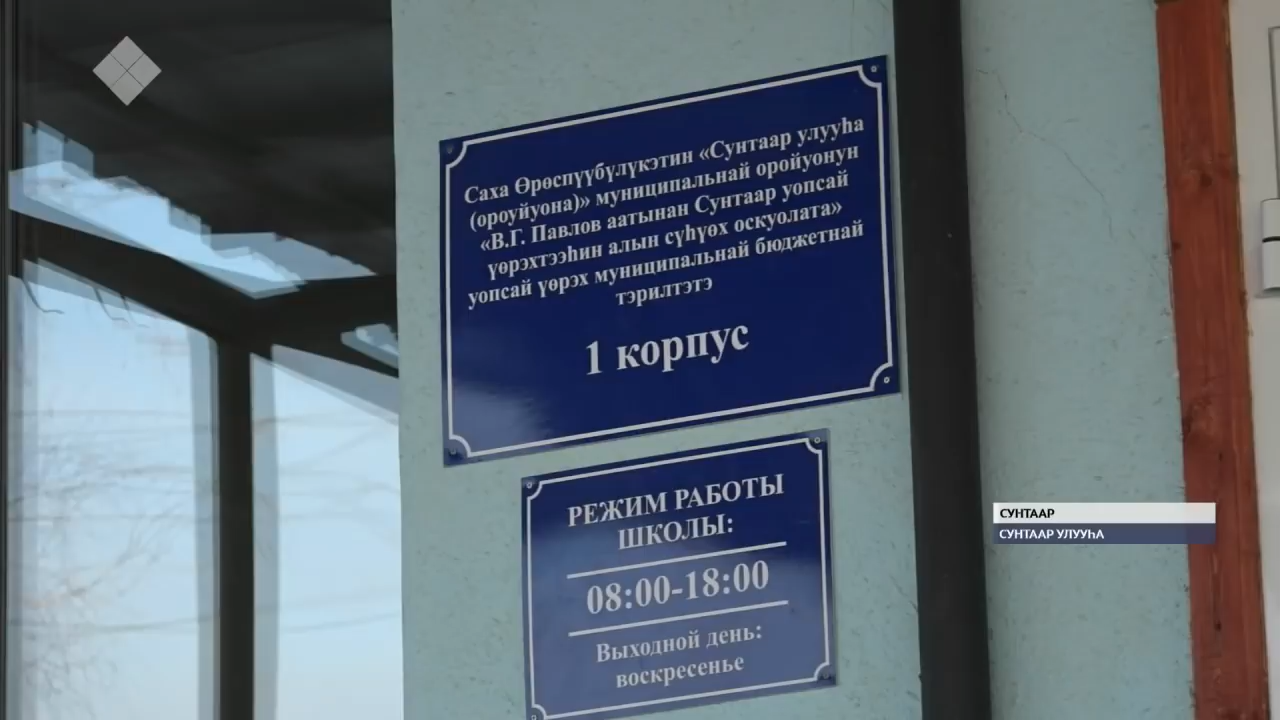 Саха Өрөспүүбүлүкэтин «Сунтаар улууһа
(ороуйуона)» муниципальнай оройуонун
«В.Г. Павлов аатынан Сунтаар уопсай
үөрэхтээһин алын сүһүөх оскуолата»
уопсай үөрэх муниципальнай бюджетнай
тэрилтэтэ
1 корпус
РЕЖИМ РАБОТЫ
ШКОЛЫ:
08:00-18:00
Выходной день:
воскресенье
СУНТААР
СУНТААР УЛУУҺА